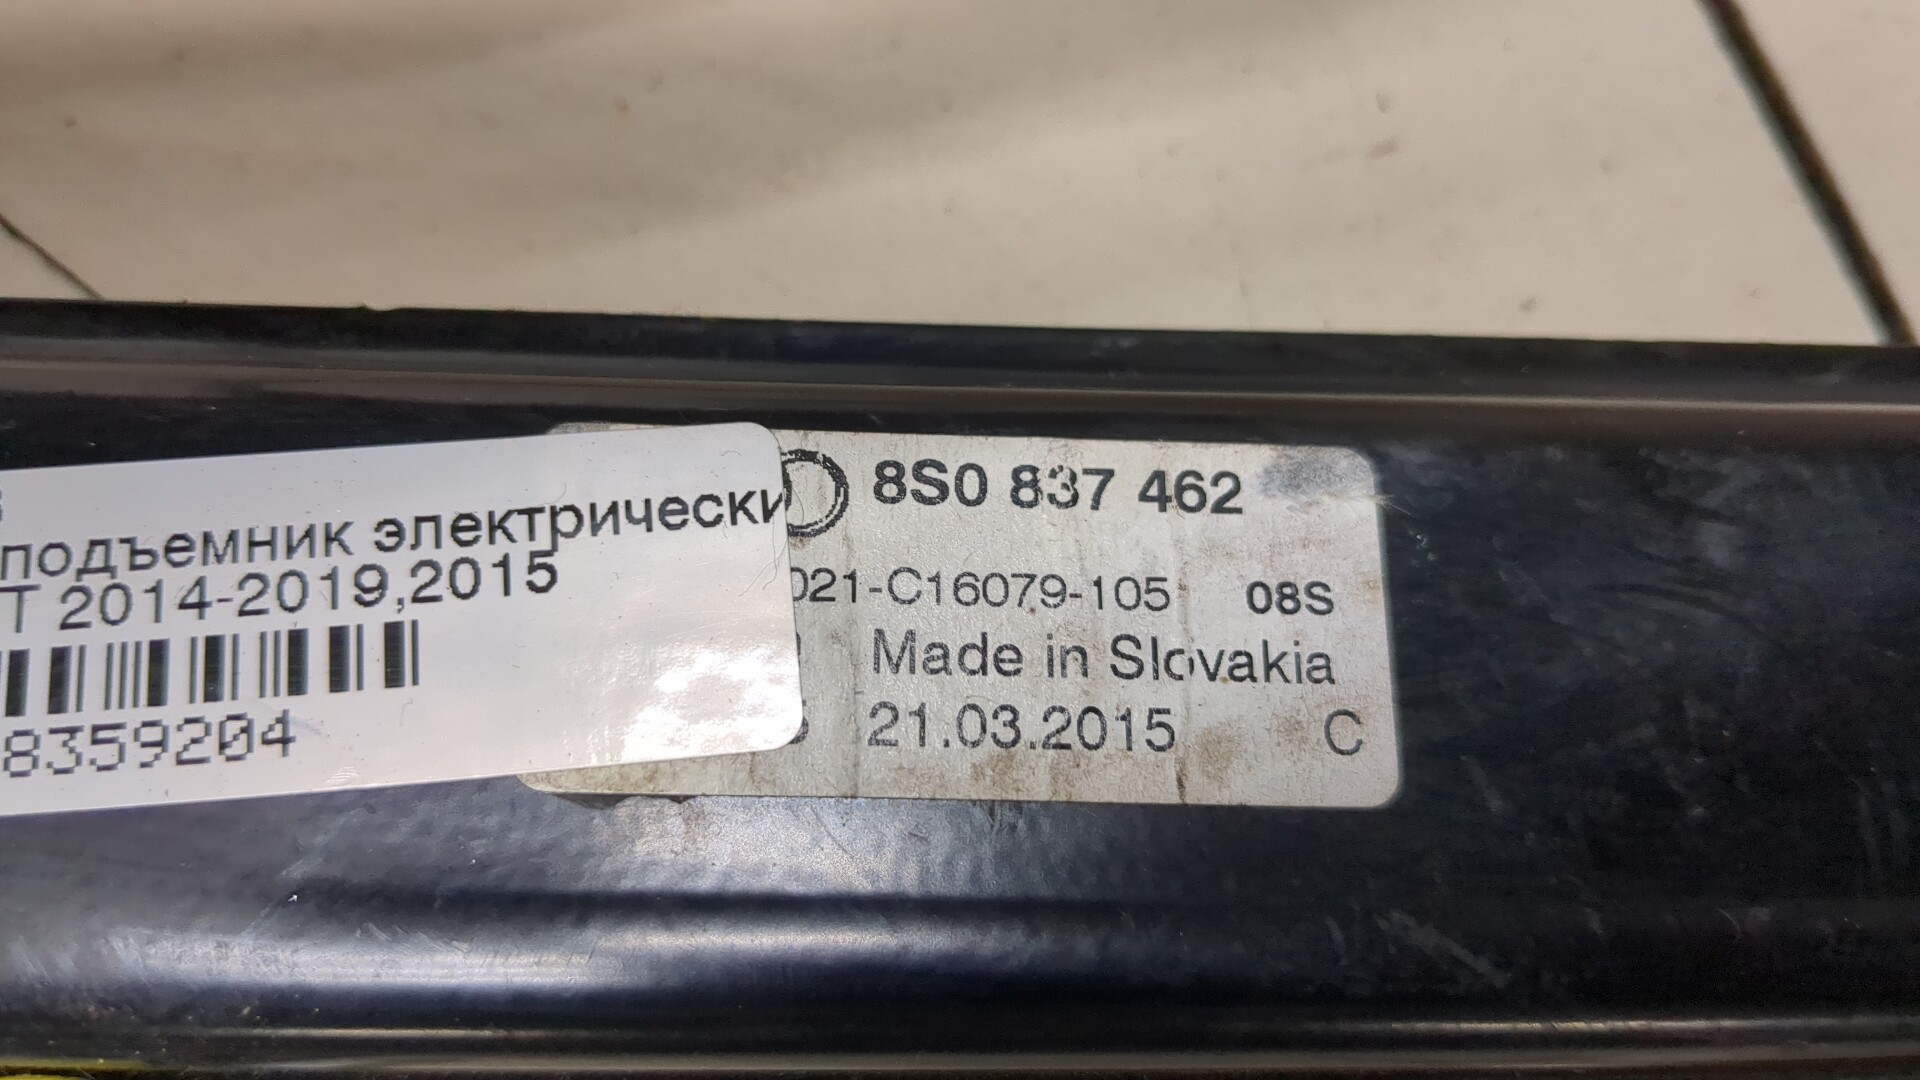 подъемник электрически
T 2014-2019,2015
8359204
8S0 837 462
021-C16079-105 08S
Made in Slovakia
21.03.2015 C